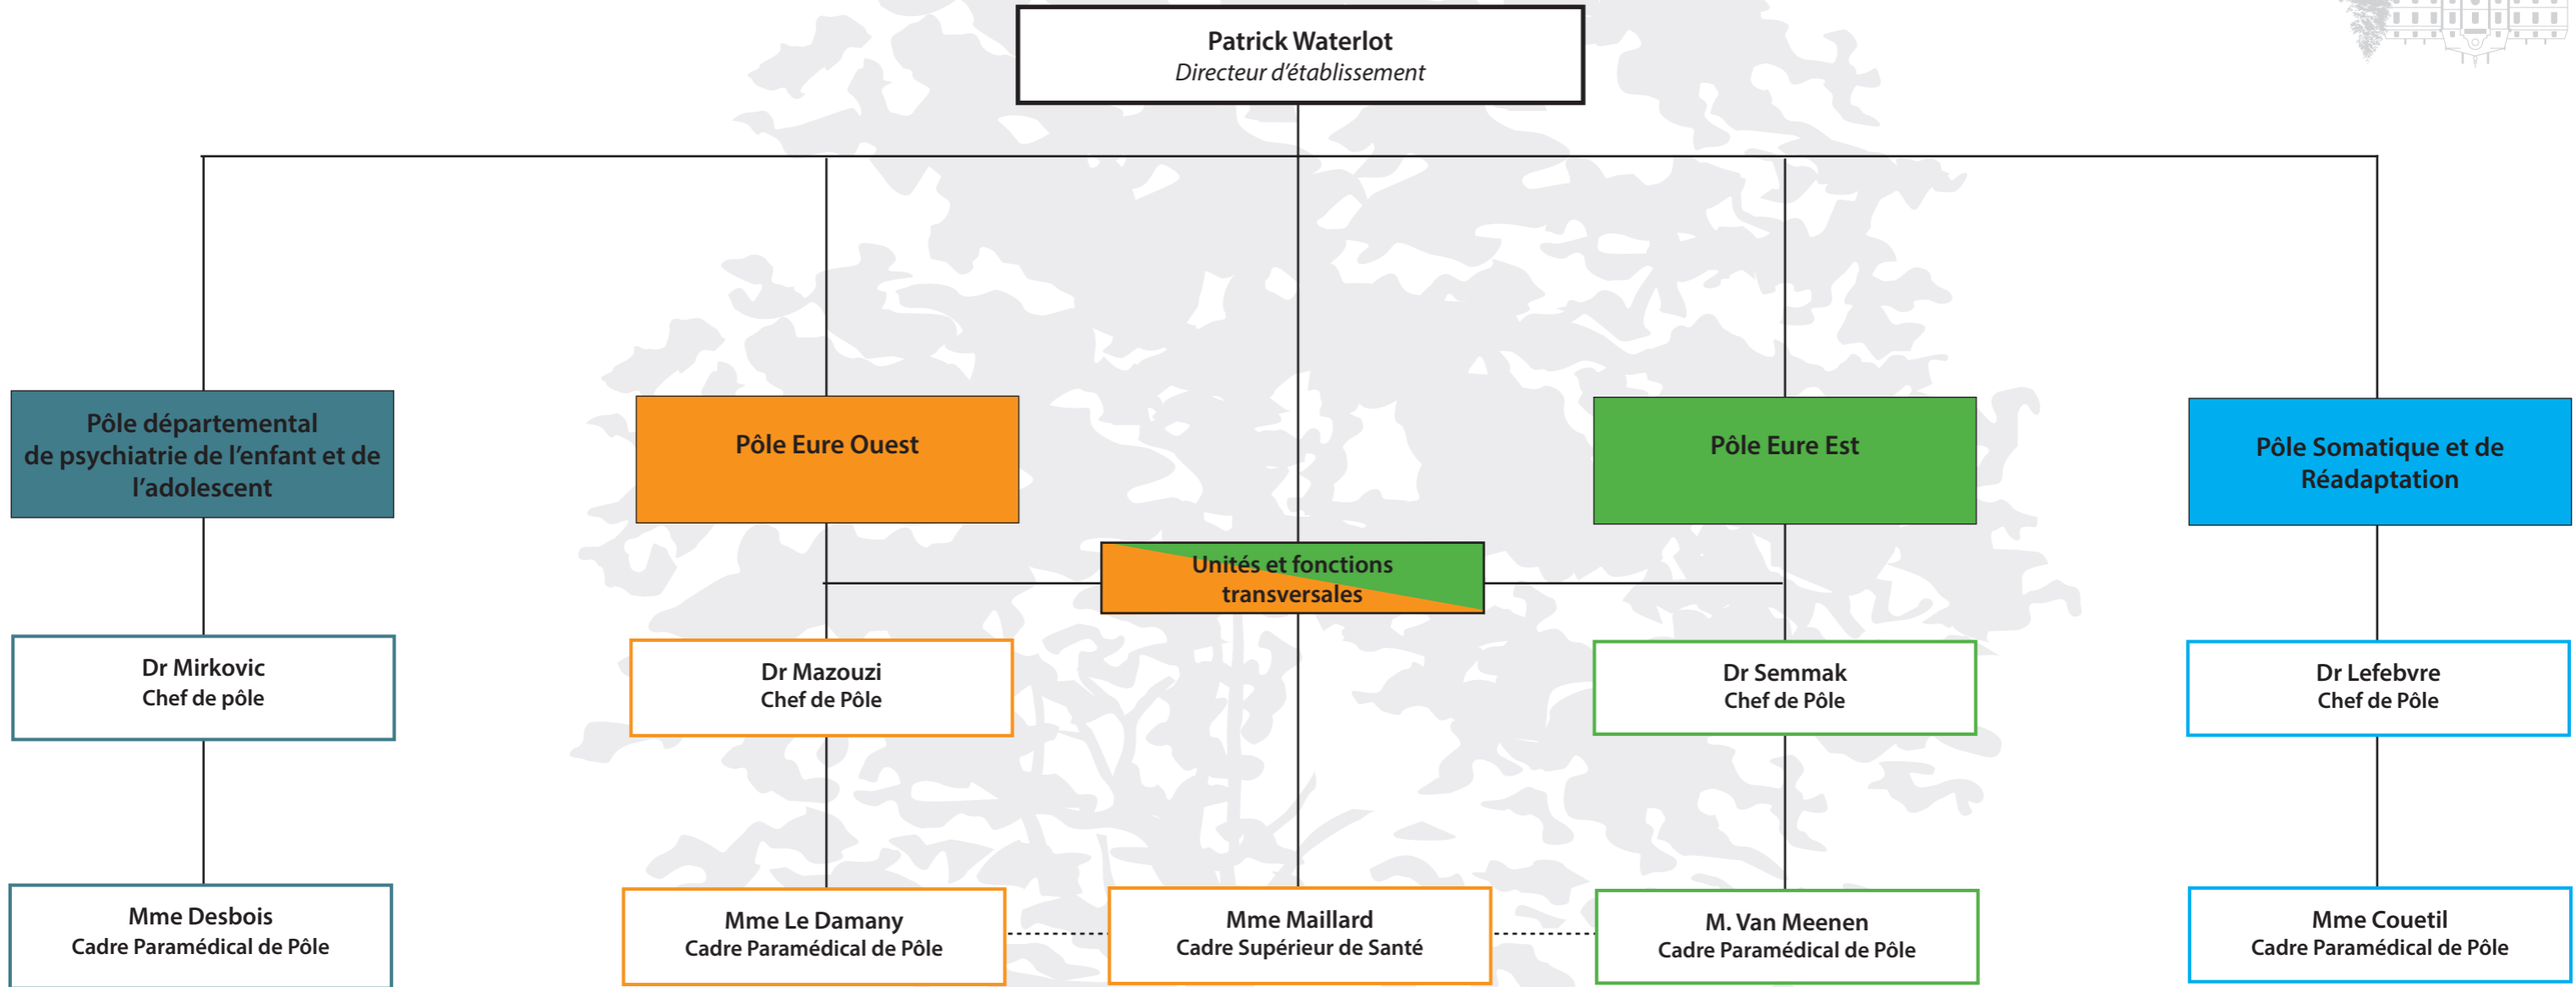 Patrick Waterlot
Directeur d’établissement
Pôle départemental
de psychiatrie de l’enfant et de
l’adolescent
Pôle Eure Ouest
Pôle Eure Est
Pôle Somatique et de
Réadaptation
Unités et fonctions
transversales
Dr Mirkovic
Chef de pôle
Dr Mazouzi
Chef de Pôle
Dr Semmak
Chef de Pôle
Dr Lefebvre
Chef de Pôle
Mme Desbois
Cadre Paramédical de Pôle
Mme Le Damany
Cadre Paramédical de Pôle
Mme Maillard
Cadre Supérieur de Santé
M. Van Meenen
Cadre Paramédical de Pôle
Mme Couetil
Cadre Paramédical de Pôle